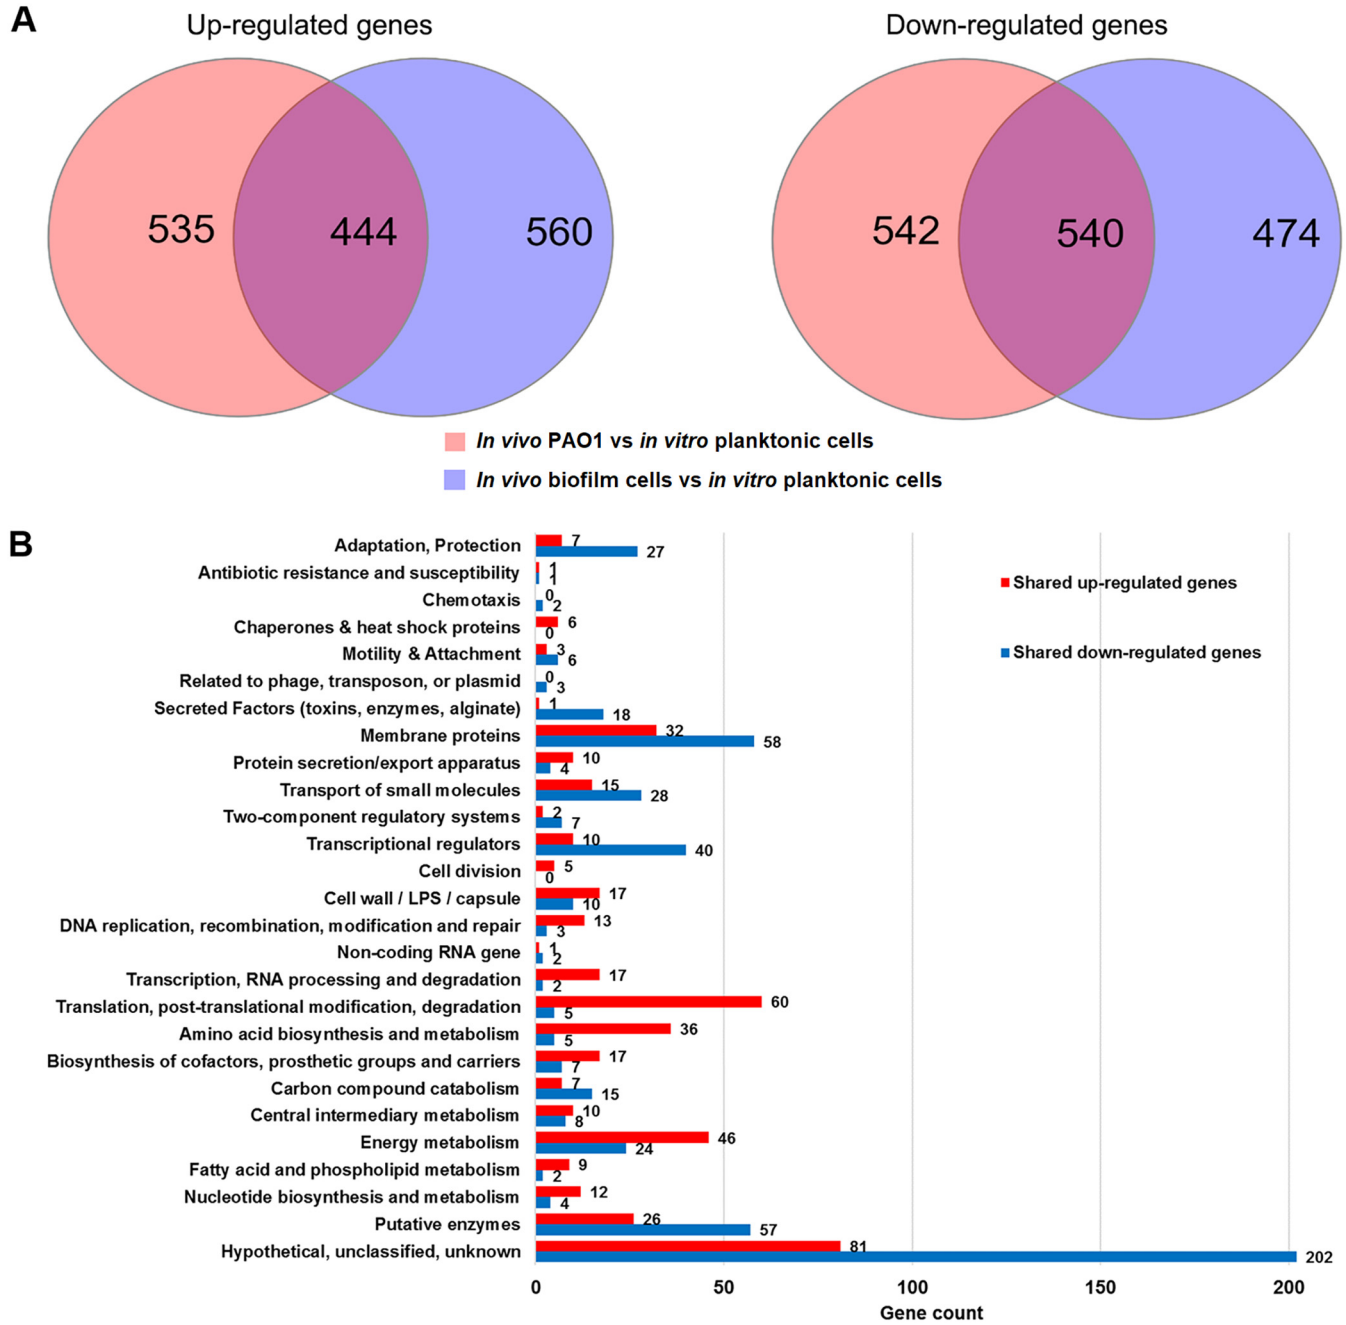 A
Up-regulated genes
Down-regulated genes
535
444
560
542
540
474
In vivo PAO1 vs in vitro planktonic cells
In vivo biofilm cells vs in vitro planktonic cells
B
Adaptation, Protection
7
27
Antibiotic resistance and susceptibility
1
1
Chemotaxis
0
2
Chaperones & heat shock proteins
6
0
Motility & Attachment
3
6
Related to phage, transposon, or plasmid
0
3
Secreted Factors (toxins, enzymes, alginate)
1
18
Membrane proteins
32
58
Protein secretion/export apparatus
10
4
Transport of small molecules
15
28
Two-component regulatory systems
2
7
Transcriptional regulators
10
40
Cell division
5
0
Cell wall / LPS / capsule
17
10
DNA replication, recombination, modification and repair
13
3
Non-coding RNA gene
1
2
Transcription, RNA processing and degradation
17
2
Translation, post-translational modification, degradation
60
5
Amino acid biosynthesis and metabolism
36
5
Biosynthesis of cofactors, prosthetic groups and carriers
17
7
Carbon compound catabolism
7
15
Central intermediary metabolism
10
8
Energy metabolism
46
24
Fatty acid and phospholipid metabolism
9
2
Nucleotide biosynthesis and metabolism
12
4
Putative enzymes
26
57
Hypothetical, unclassified, unknown
81
202
Shared up-regulated genes
Shared down-regulated genes
0
50
100
150
200
Gene count